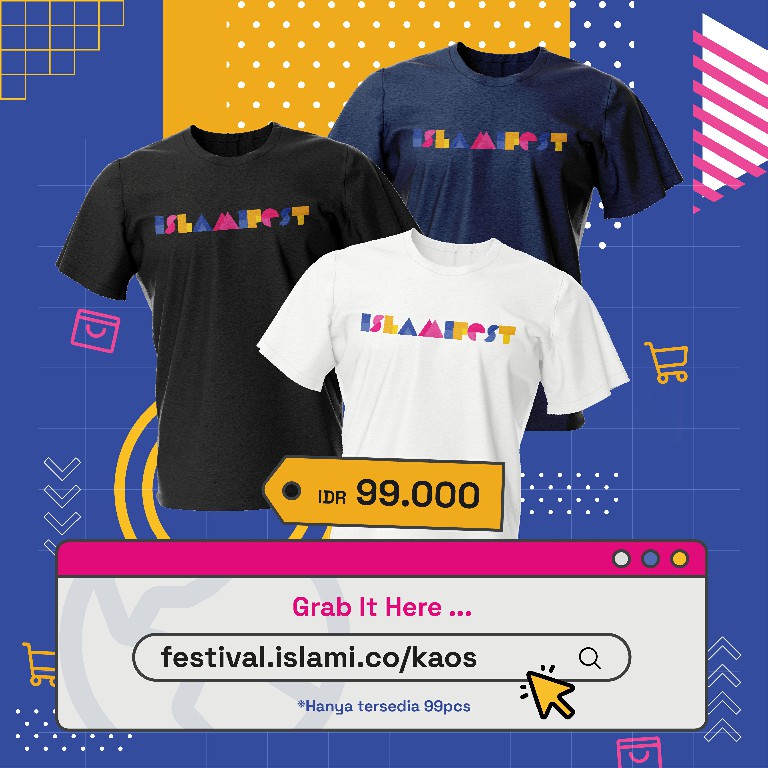 ISLAMIFEST
ISLAMIFEST
ISLAMIFEST
IDR 99.000
Grab It Here ...
festival.islami.co/kaos
*Hanya tersedia 99pcs